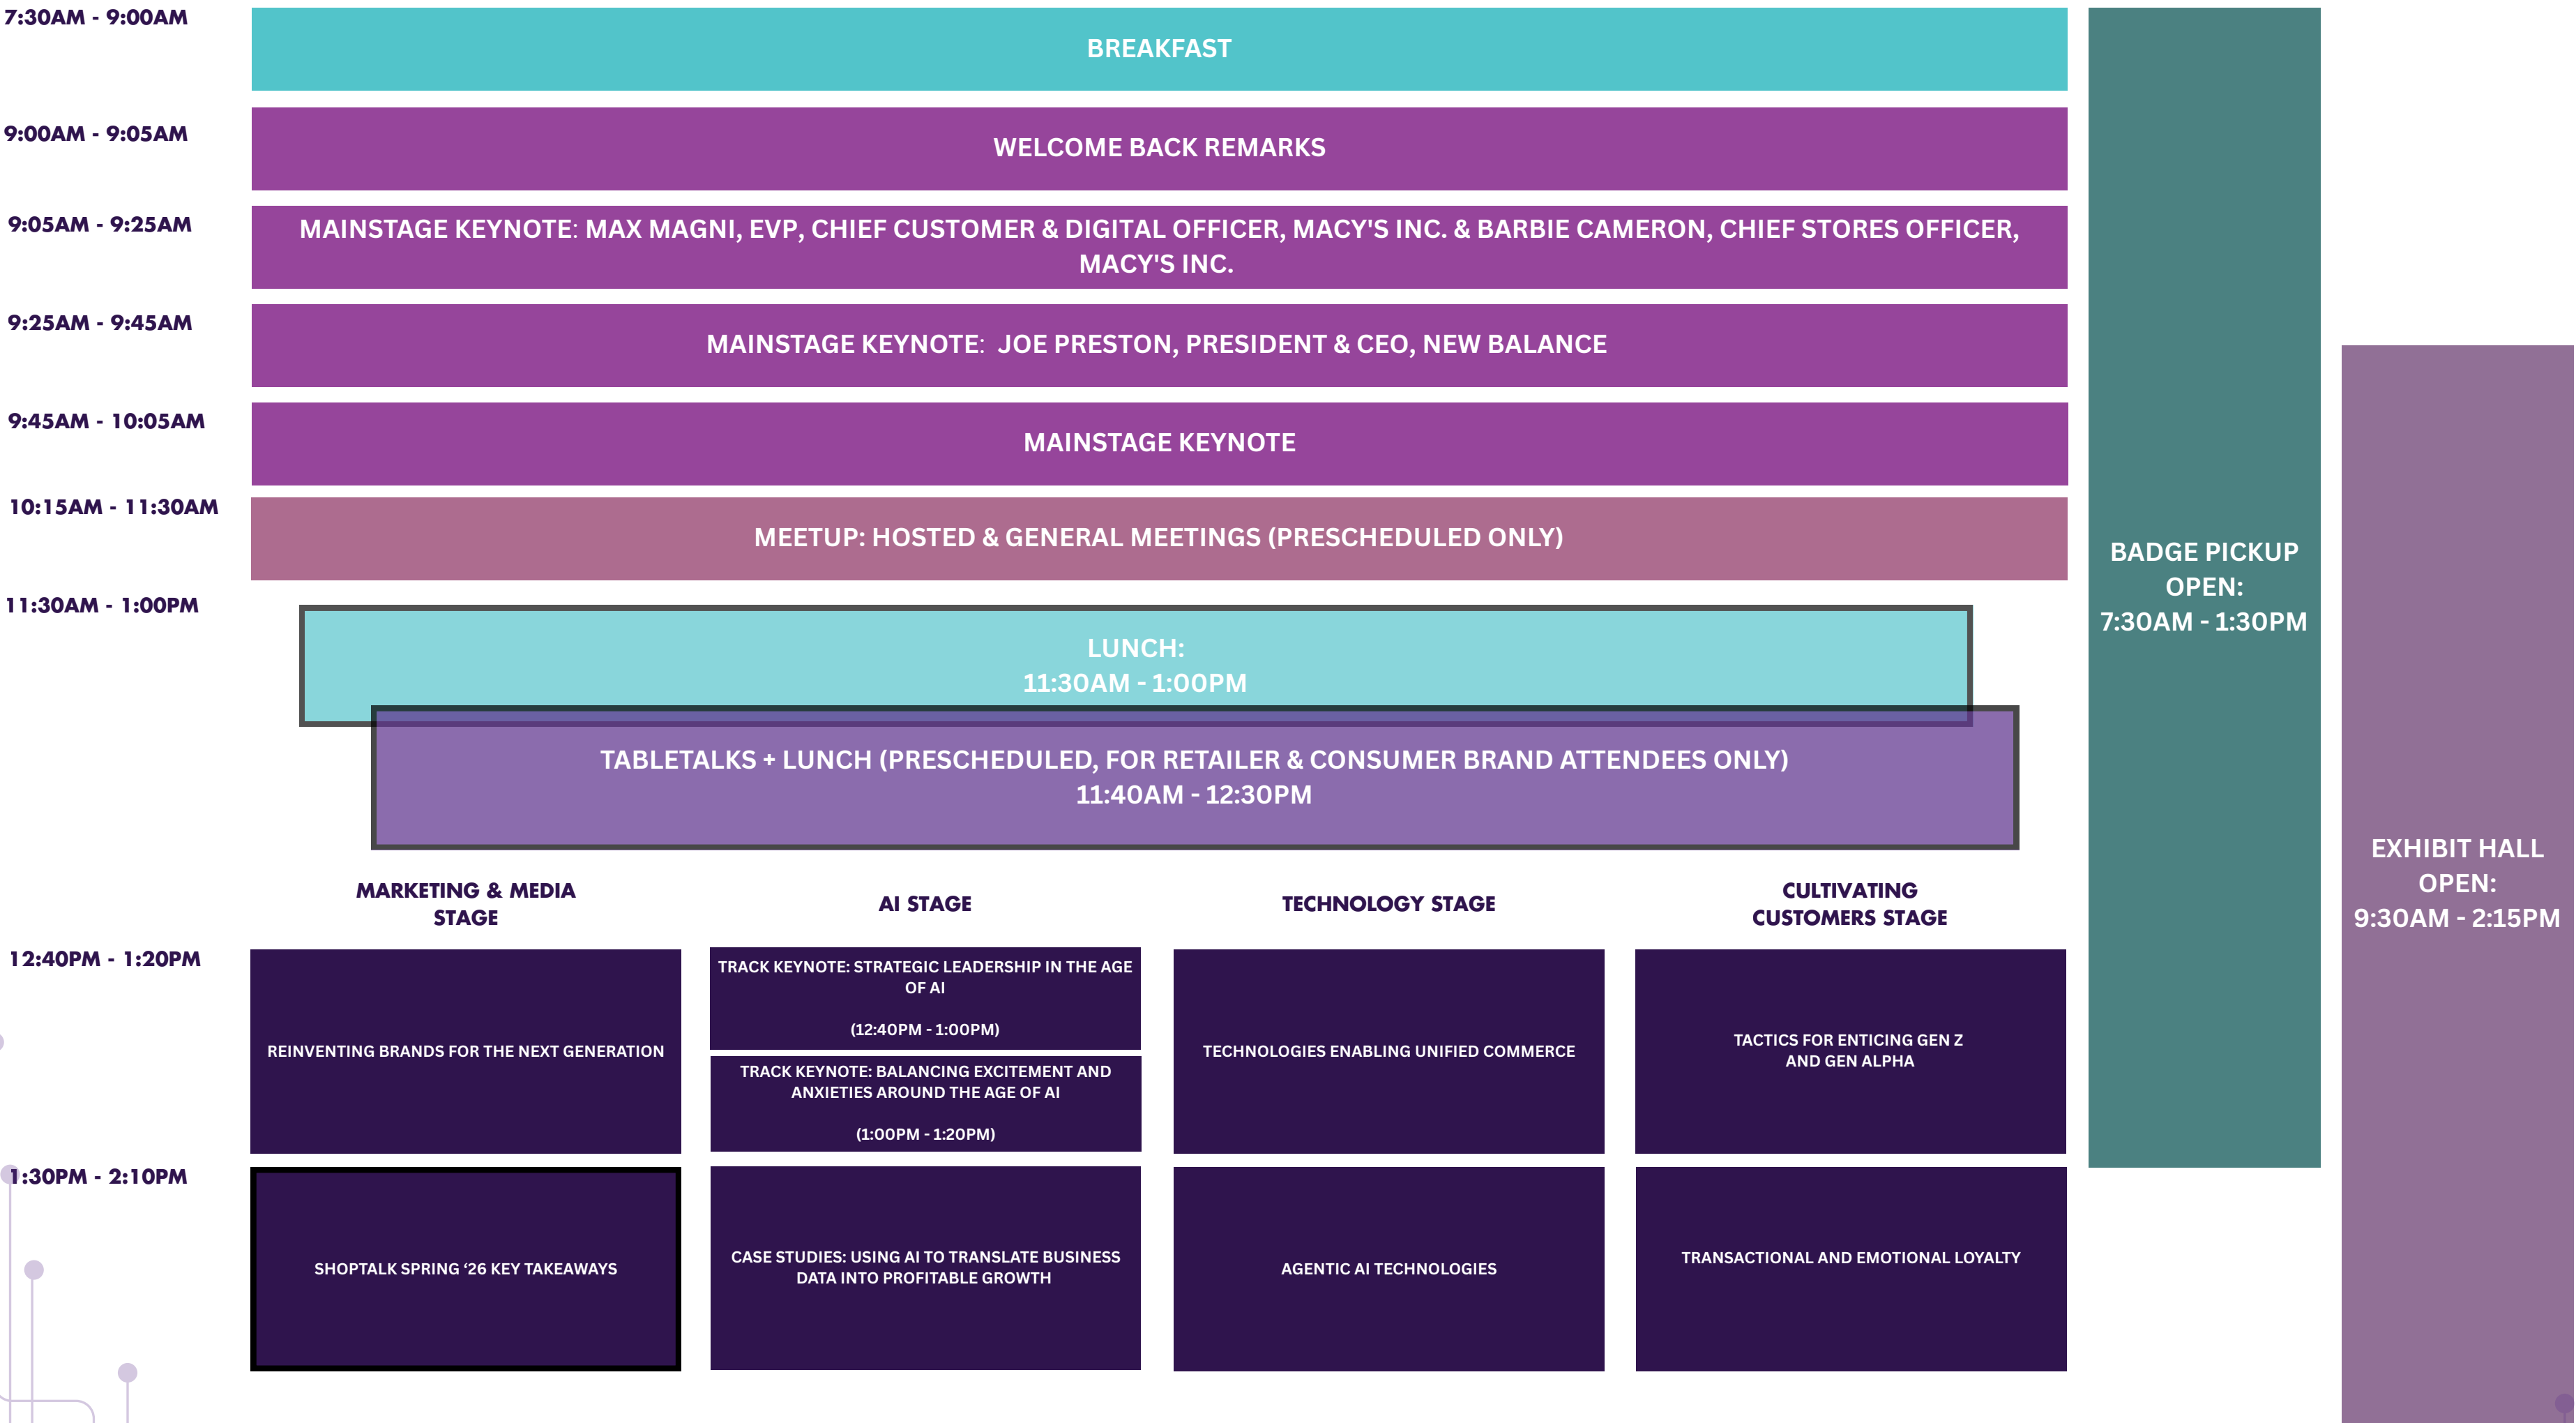 7:30AM - 9:00AM
BREAKFAST
9:00AM - 9:05AM
WELCOME BACK REMARKS
9:05AM - 9:25AM
MAINSTAGE KEYNOTE: MAX MAGNI, EVP, CHIEF CUSTOMER & DIGITAL OFFICER, MACY'S INC. & BARBIE CAMERON, CHIEF STORES OFFICER,
MACY'S INC.
9:25AM - 9:45AM
MAINSTAGE KEYNOTE: JOE PRESTON, PRESIDENT & CEO, NEW BALANCE
9:45AM - 10:05AM
MAINSTAGE KEYNOTE
10:15AM - 11:30AM
MEETUP: HOSTED & GENERAL MEETINGS (PRESCHEDULED ONLY)
11:30AM - 1:00PM
LUNCH:
11:30AM - 1:00PM
TABLETALKS + LUNCH (PRESCHEDULED, FOR RETAILER & CONSUMER BRAND ATTENDEES ONLY)
11:40AM - 12:30PM
MARKETING & MEDIA
STAGE
AI STAGE
TECHNOLOGY STAGE
CULTIVATING
CUSTOMERS STAGE
12:40PM - 1:20PM
REINVENTING BRANDS FOR THE NEXT GENERATION
TRACK KEYNOTE: STRATEGIC LEADERSHIP IN THE AGE
OF AI
(12:40PM - 1:00PM)
TRACK KEYNOTE: BALANCING EXCITEMENT AND
ANXIETIES AROUND THE AGE OF AI
(1:00PM - 1:20PM)
TECHNOLOGIES ENABLING UNIFIED COMMERCE
TACTICS FOR ENTICING GEN Z
AND GEN ALPHA
1:30PM - 2:10PM
SHOPTALK SPRING ‘26 KEY TAKEAWAYS
CASE STUDIES: USING AI TO TRANSLATE BUSINESS
DATA INTO PROFITABLE GROWTH
AGENTIC AI TECHNOLOGIES
TRANSACTIONAL AND EMOTIONAL LOYALTY
BADGE PICKUP
OPEN:
7:30AM - 1:30PM
EXHIBIT HALL
OPEN:
9:30AM - 2:15PM